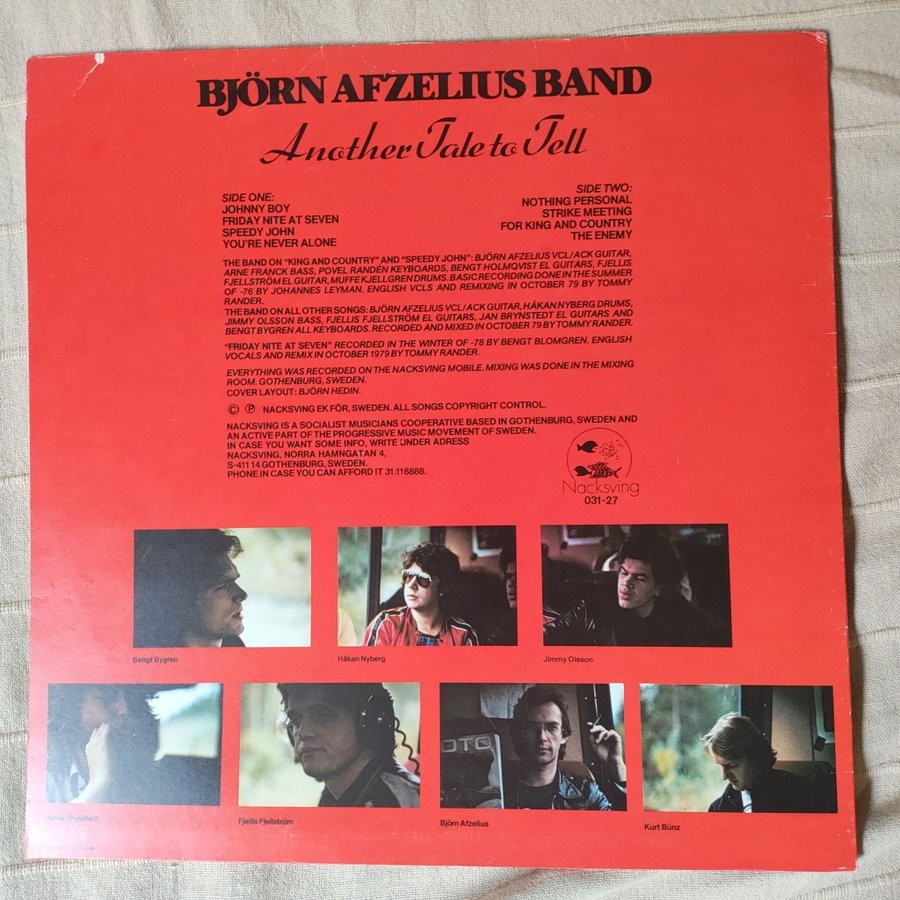 BJÖRN AFZELIUS BAND
Another Tale to Tell
SIDE ONE:
JOHNNY BOY
FRIDAY NITE AT SEVEN
SPEEDY JOHN
YOU'RE NEVER ALONE
SIDE TWO:
NOTHING PERSONAL
STRIKE MEETING
FOR KING AND COUNTRY
THE ENEMY
THE BAND ON "KING AND COUNTRY" AND "SPEEDY JOHN": BJÖRN AFZELIUS VCL/ACK GUITAR,
ARNE FRANCK BASS, POVEL RANDÉN KEYBOARDS, BENGT HOLMQVIST EL GUITARS, FJELLIS
FJELLSTRÖM EL GUITAR, MUFFE KJELLGREN DRUMS. BASIC RECORDING DONE IN THE SUMMER
OF -76 BY JOHANNES LEYMAN. ENGLISH VCLS AND REMIXING IN OCTOBER 79 BY TOMMY
RANDER.
THE BAND ON ALL OTHER SONGS: BJÖRN AFZELIUS VCL/ACK GUITAR, HÅKAN NYBERG DRUMS,
JIMMY OLSSON BASS, FJELLIS FJELLSTRÖM EL GUITARS, JAN BRYNSTEDT EL GUITARS AND
BENGT BYGREN ALL KEYBOARDS. RECORDED AND MIXED IN OCTOBER 79 BY TOMMY RANDER.
"FRIDAY NITE AT SEVEN" RECORDED IN THE WINTER OF -78 BY BENGT BLOMGREN. ENGLISH
VOCALS AND REMIX IN OCTOBER 1979 BY TOMMY RANDER.
EVERYTHING WAS RECORDED ON THE NACKSVING MOBILE. MIXING WAS DONE IN THE MIXING
ROOM. GOTHENBURG, SWEDEN.
COVER LAYOUT: BJÖRN HEDIN.
© ℗ NACKSVING EK FÖR, SWEDEN. ALL SONGS COPYRIGHT CONTROL.
NACKSVING IS A SOCIALIST MUSICIANS COOPERATIVE BASED IN GOTHENBURG, SWEDEN AND
AN ACTIVE PART OF THE PROGRESSIVE MUSIC MOVEMENT OF SWEDEN.
IN CASE YOU WANT SOME INFO, WRITE UNDER ADRESS
NACKSVING, NORRA HAMNGATAN 4,
S-411 14 GOTHENBURG, SWEDEN.
PHONE IN CASE YOU CAN AFFORD IT 31.116888.
Nacksving
031-27
Bengt Bygren
Håkan Nyberg
Jimmy Olsson
Fjellis Fjellström
Björn Afzelius
Kurt Bünz